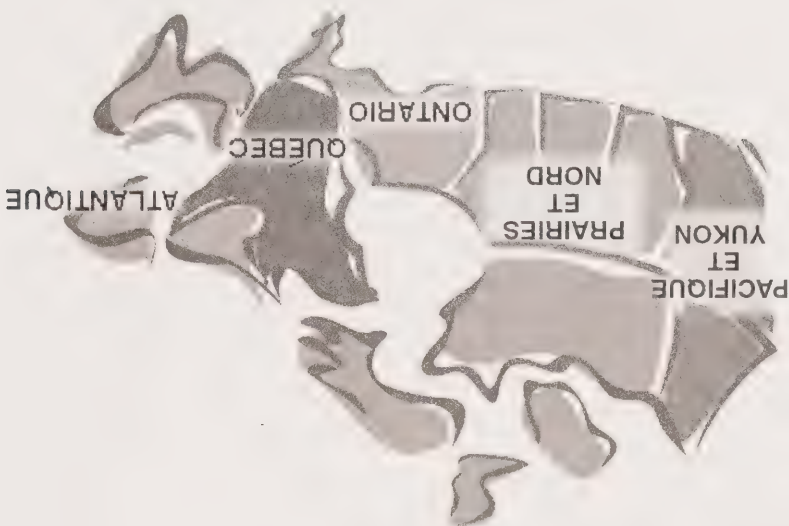 PACIFIQUE
ET
YUKON
PRAIRIES
ET
NORD
ONTARIO
QUÉBEC
ATLANTIQUE